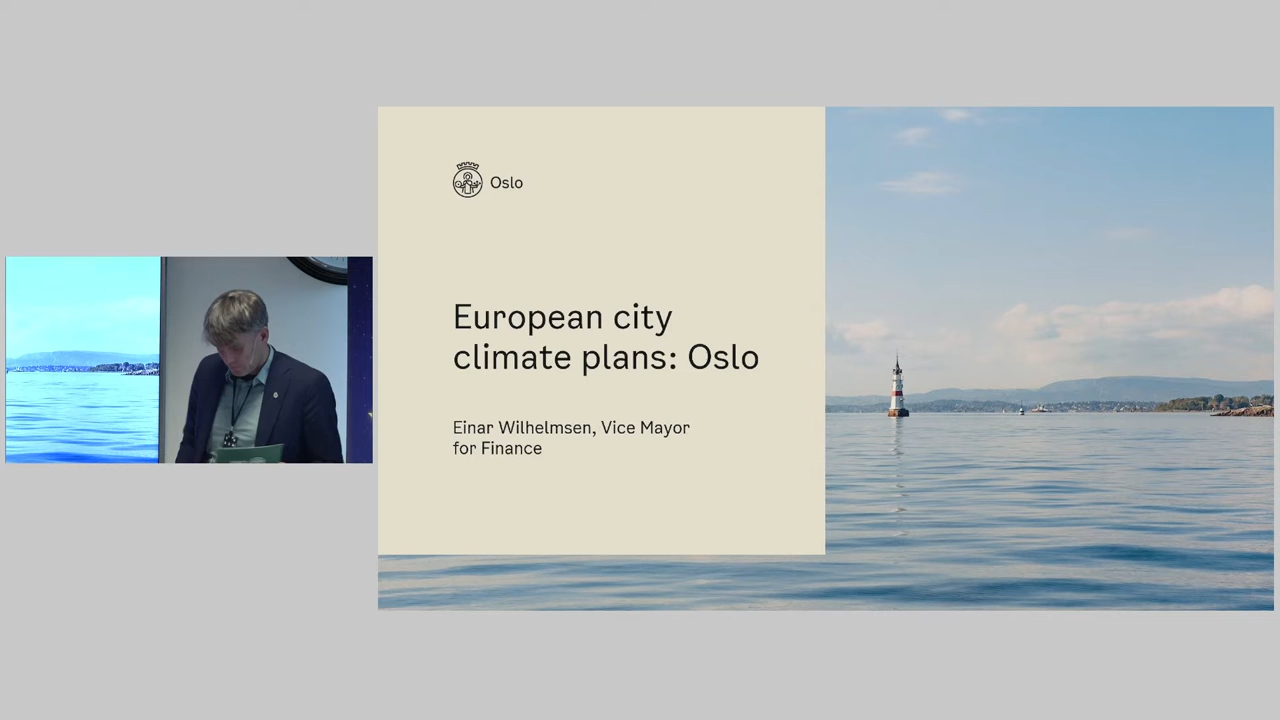 Oslo
European city
climate plans: Oslo
Einar Wilhelmsen, Vice Mayor
for Finance